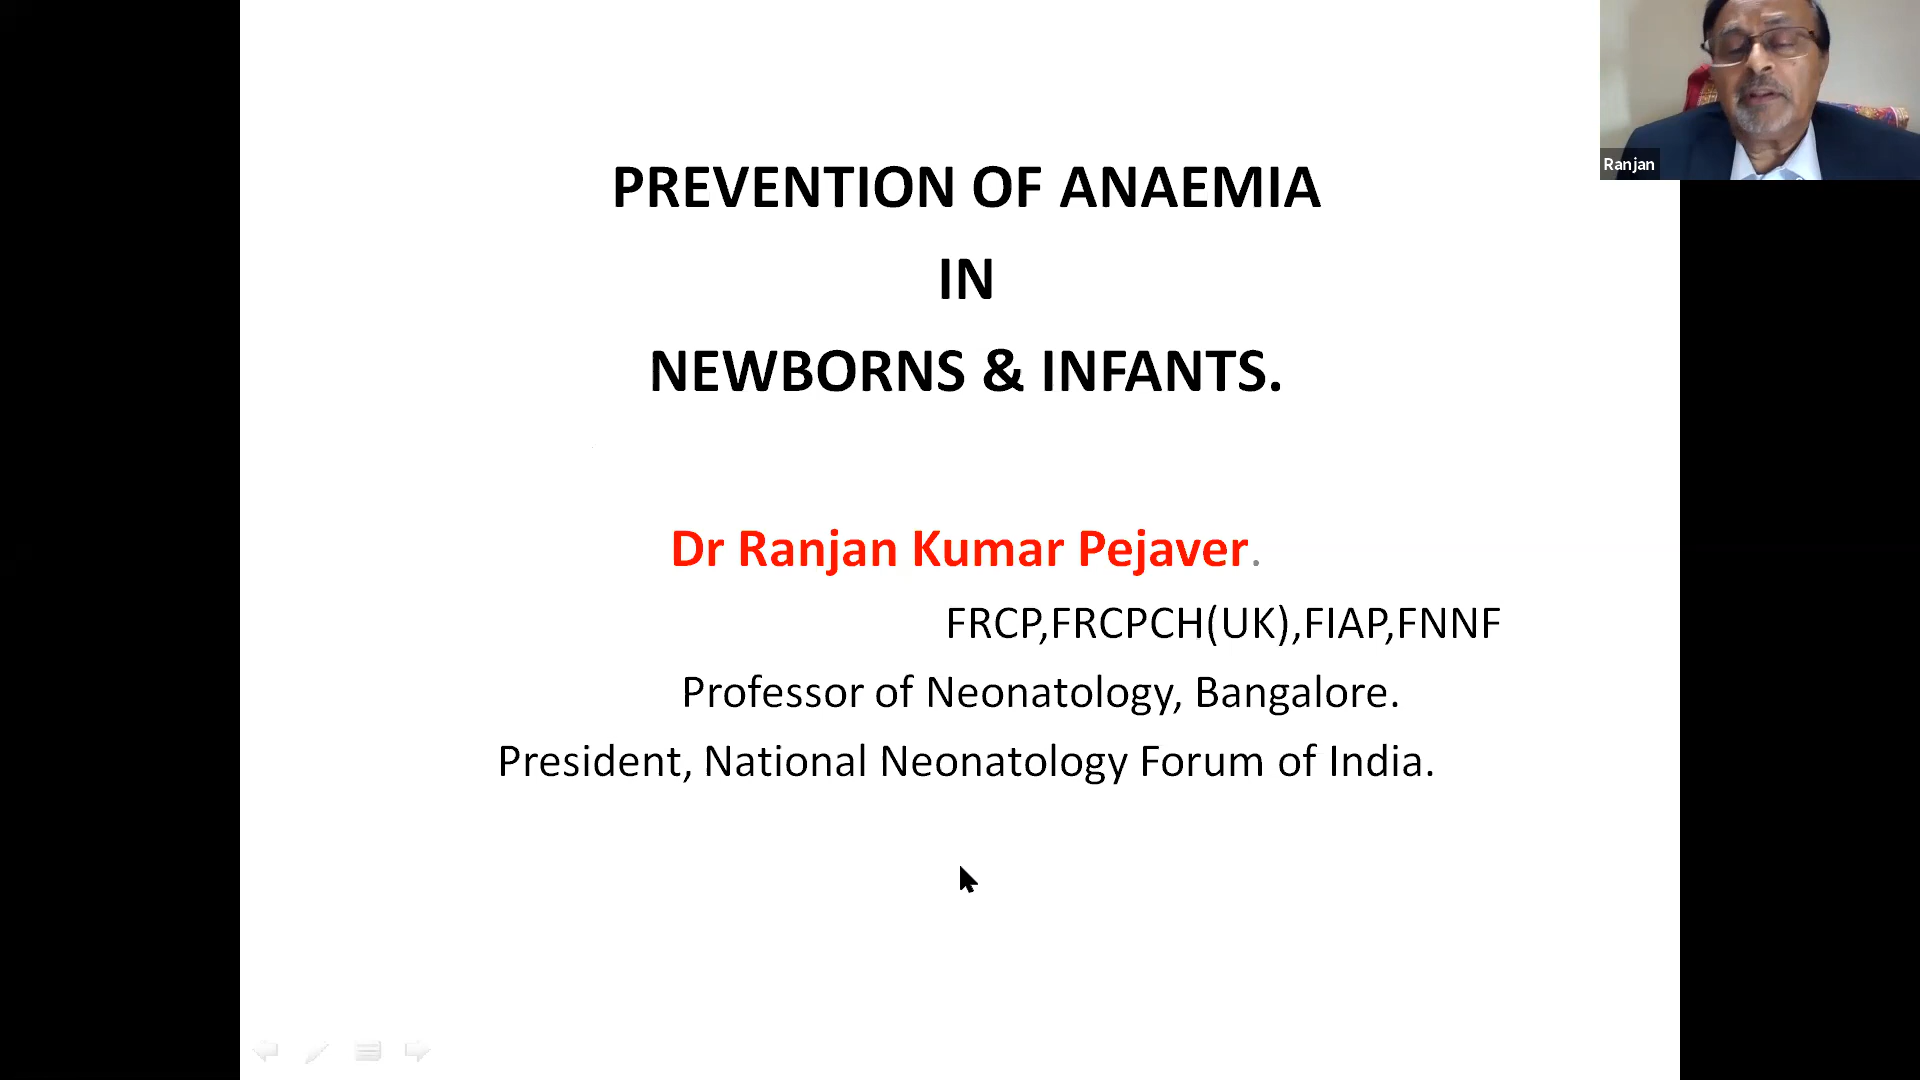 PREVENTION OF ANAEMIA
IN
NEWBORNS & INFANTS.
Dr Ranjan Kumar Pejaver.
FRCP,FRCPCH(UK),FIAP,FNNF
Professor of Neonatology, Bangalore.
President, National Neonatology Forum of India.
Ranjan